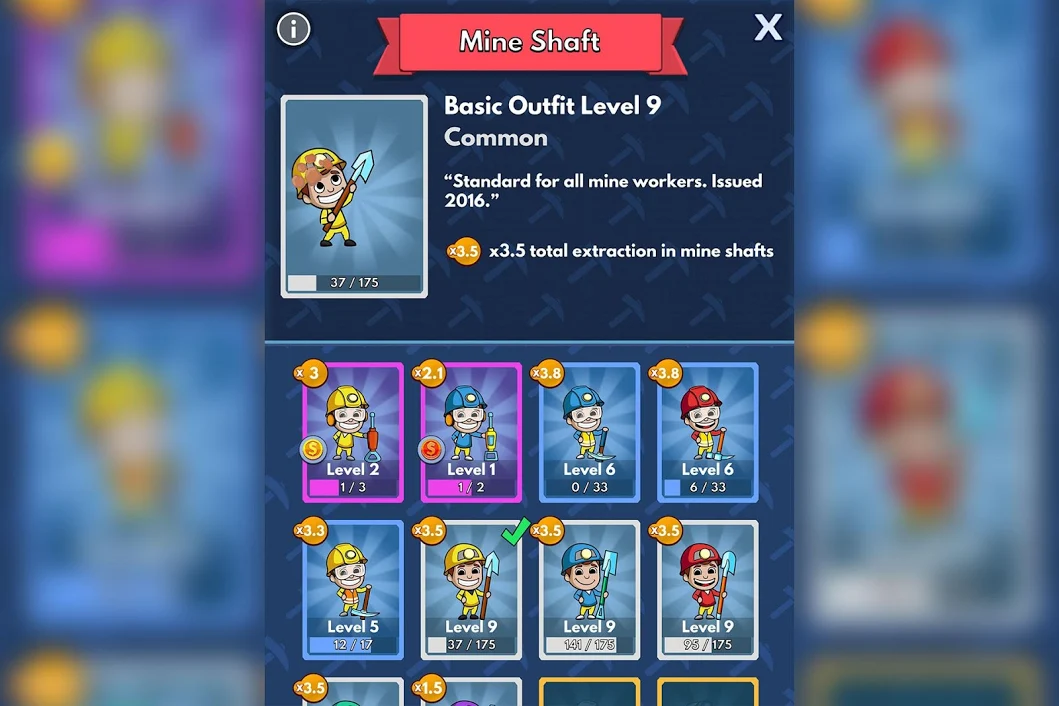 i
Mine Shaft
X
Basic Outfit Level 9
Common
“Standard for all mine workers. Issued
2016.”
x3.5 x3.5 total extraction in mine shafts
37 / 175
x 3
x2.1
x3.8
x3.8
$
$
Level 2
Level 1
Level 6
Level 6
1 / 3
1 / 2
0 / 33
6 / 33
x3.3
x3.5
x3.5
x3.5
Level 5
Level 9
Level 9
Level 9
12 / 17
37 / 175
141 / 175
95 / 175
x3.5
x1.5